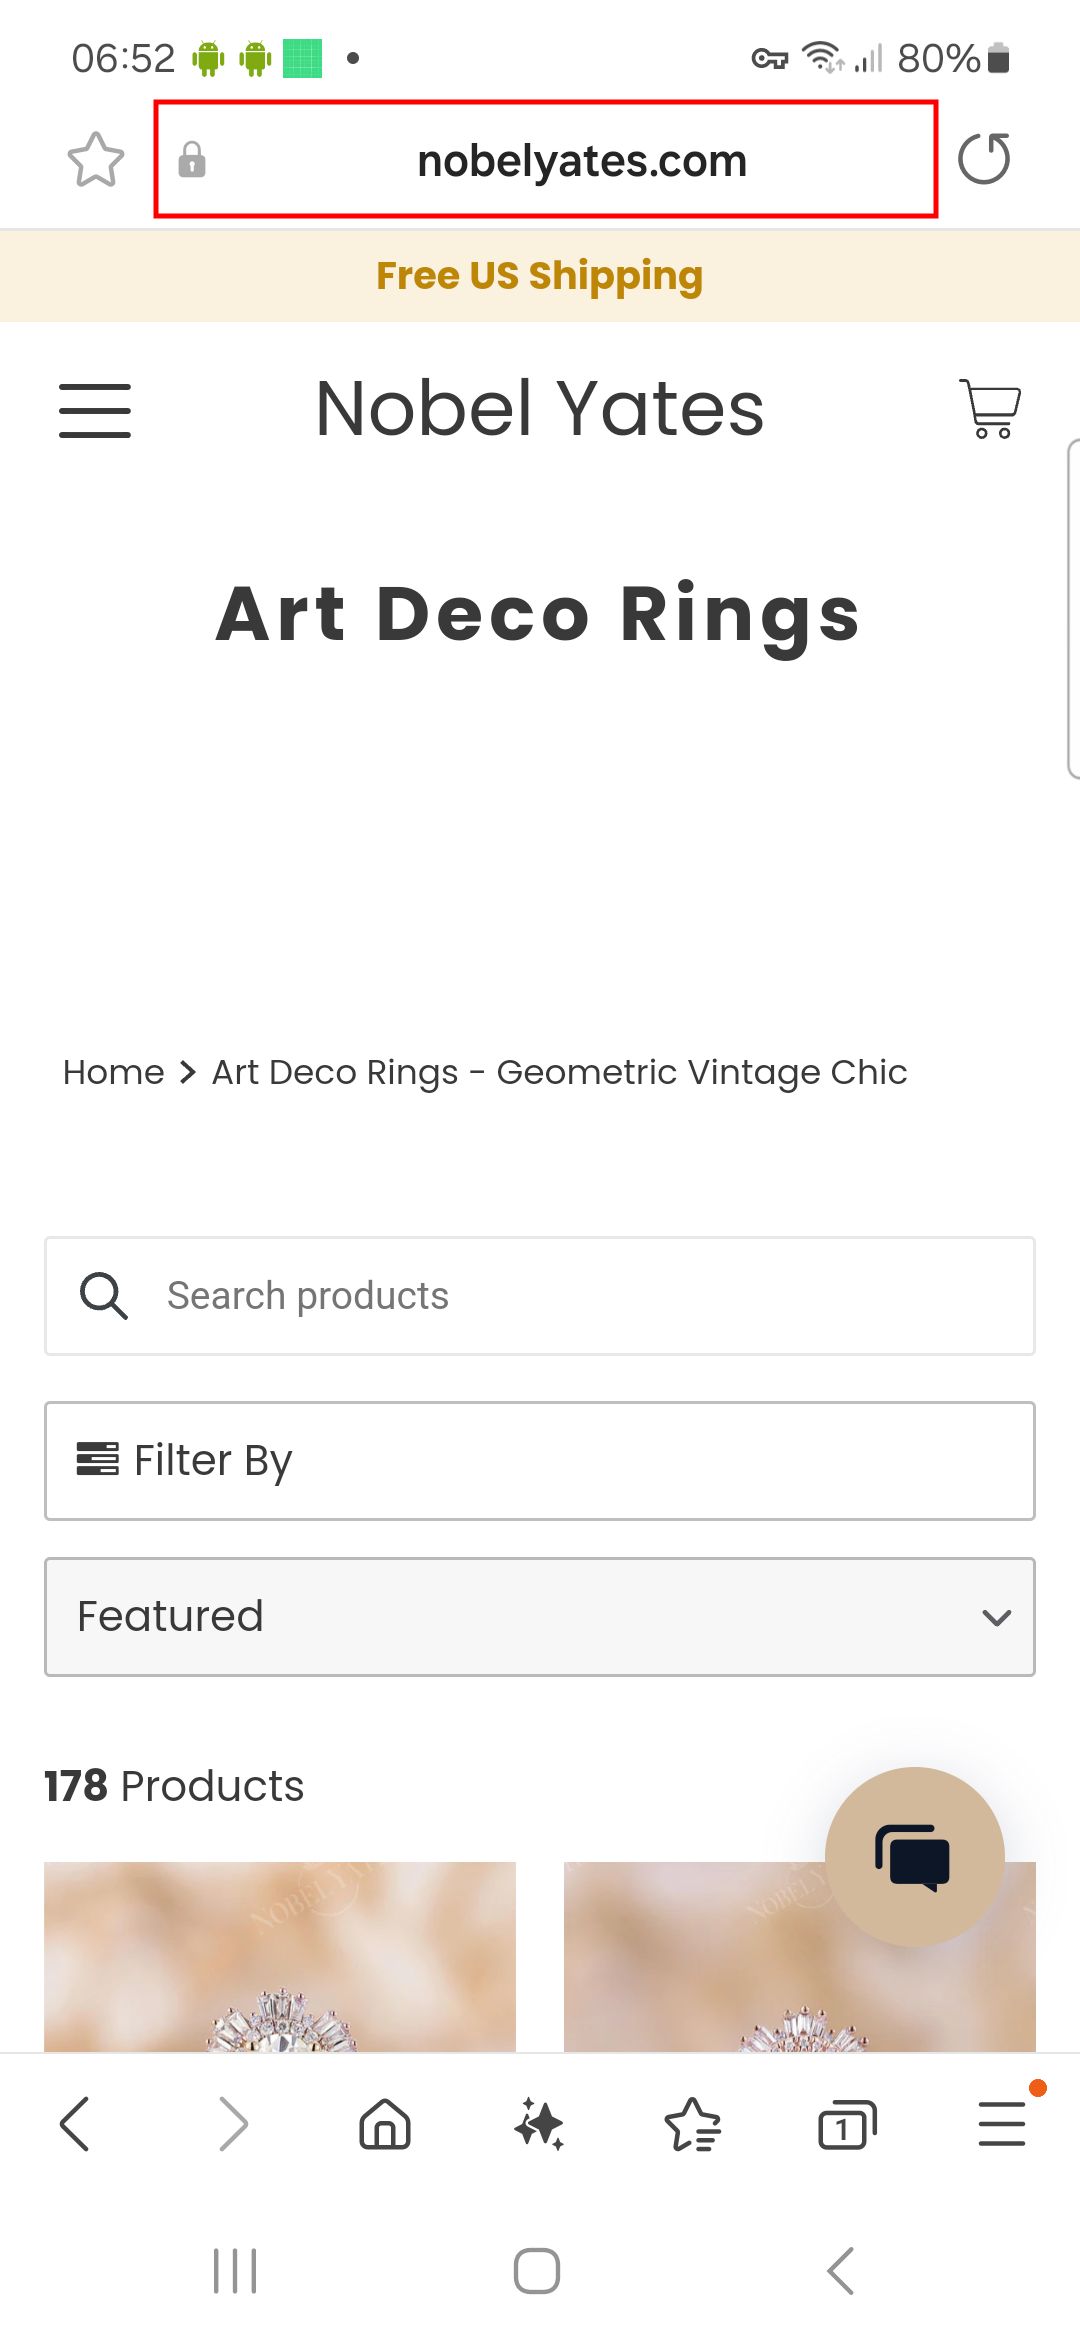 06:52
80%
nobelyates.com
Free US Shipping
Nobel Yates
Art Deco Rings
Home > Art Deco Rings - Geometric Vintage Chic
Search products
Filter By
Featured
178 Products
1